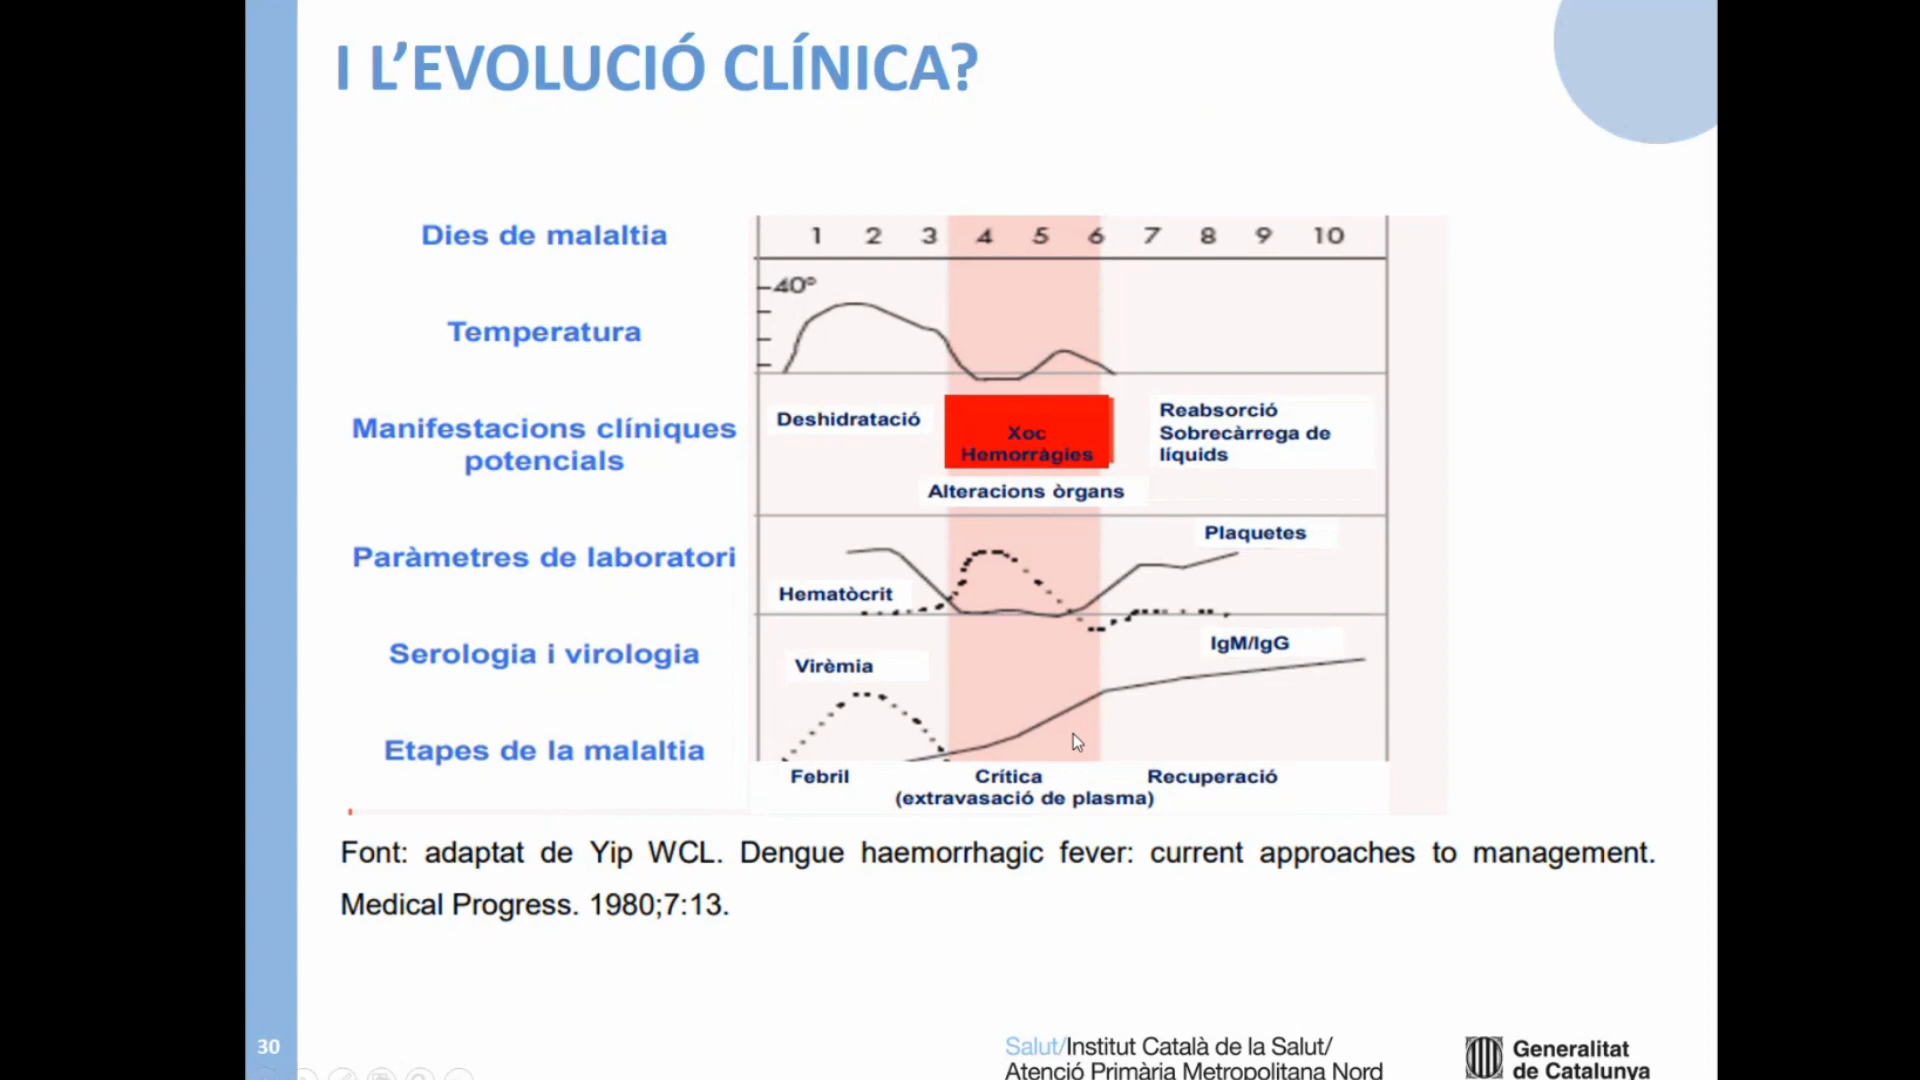 I L’EVOLUCIÓ CLÍNICA?
Dies de malaltia
1 2 3 4 5 6 7 8 9 10
40º
Temperatura
Manifestacions clíniques
potencials
Deshidratació
Xoc
Hemorràgies
Alteracions òrgans
Reabsorció
Sobrecàrrega de
líquids
Paràmetres de laboratori
Plaquetes
Hematòcrit
Serologia i virologia
IgM/IgG
Virèmia
Etapes de la malaltia
Febril
Crítica
(extravasació de plasma)
Recuperació
Font: adaptat de Yip WCL. Dengue haemorrhagic fever: current approaches to management.
Medical Progress. 1980;7:13.
30
Salut/Institut Català de la Salut/
Atenció Primària Metropolitana Nord
Generalitat
de Catalunya